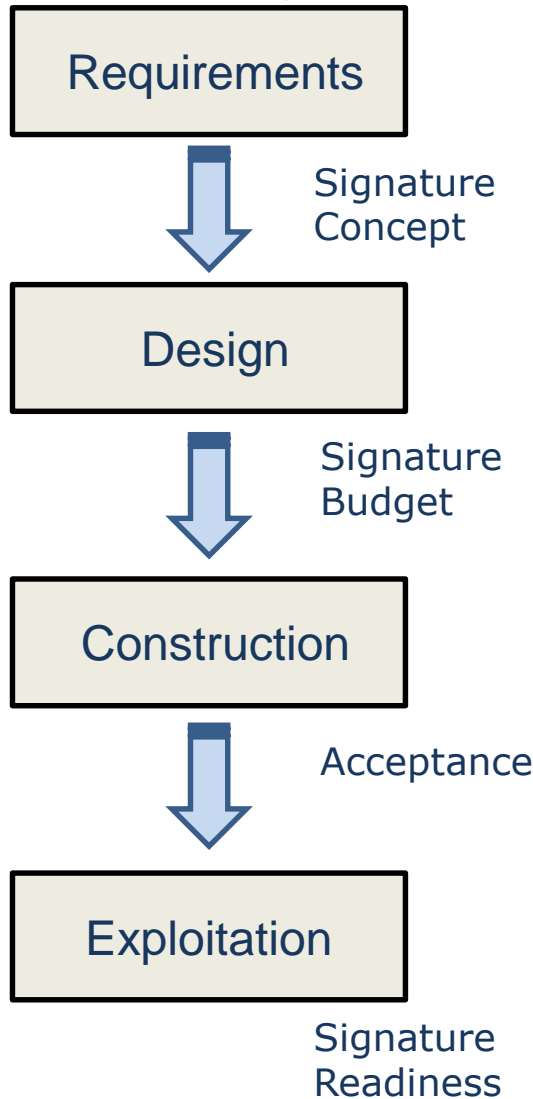 Requirements
Signature
Concept
Design
Signature
Budget
Construction
Acceptance
Exploitation
Signature
Readiness